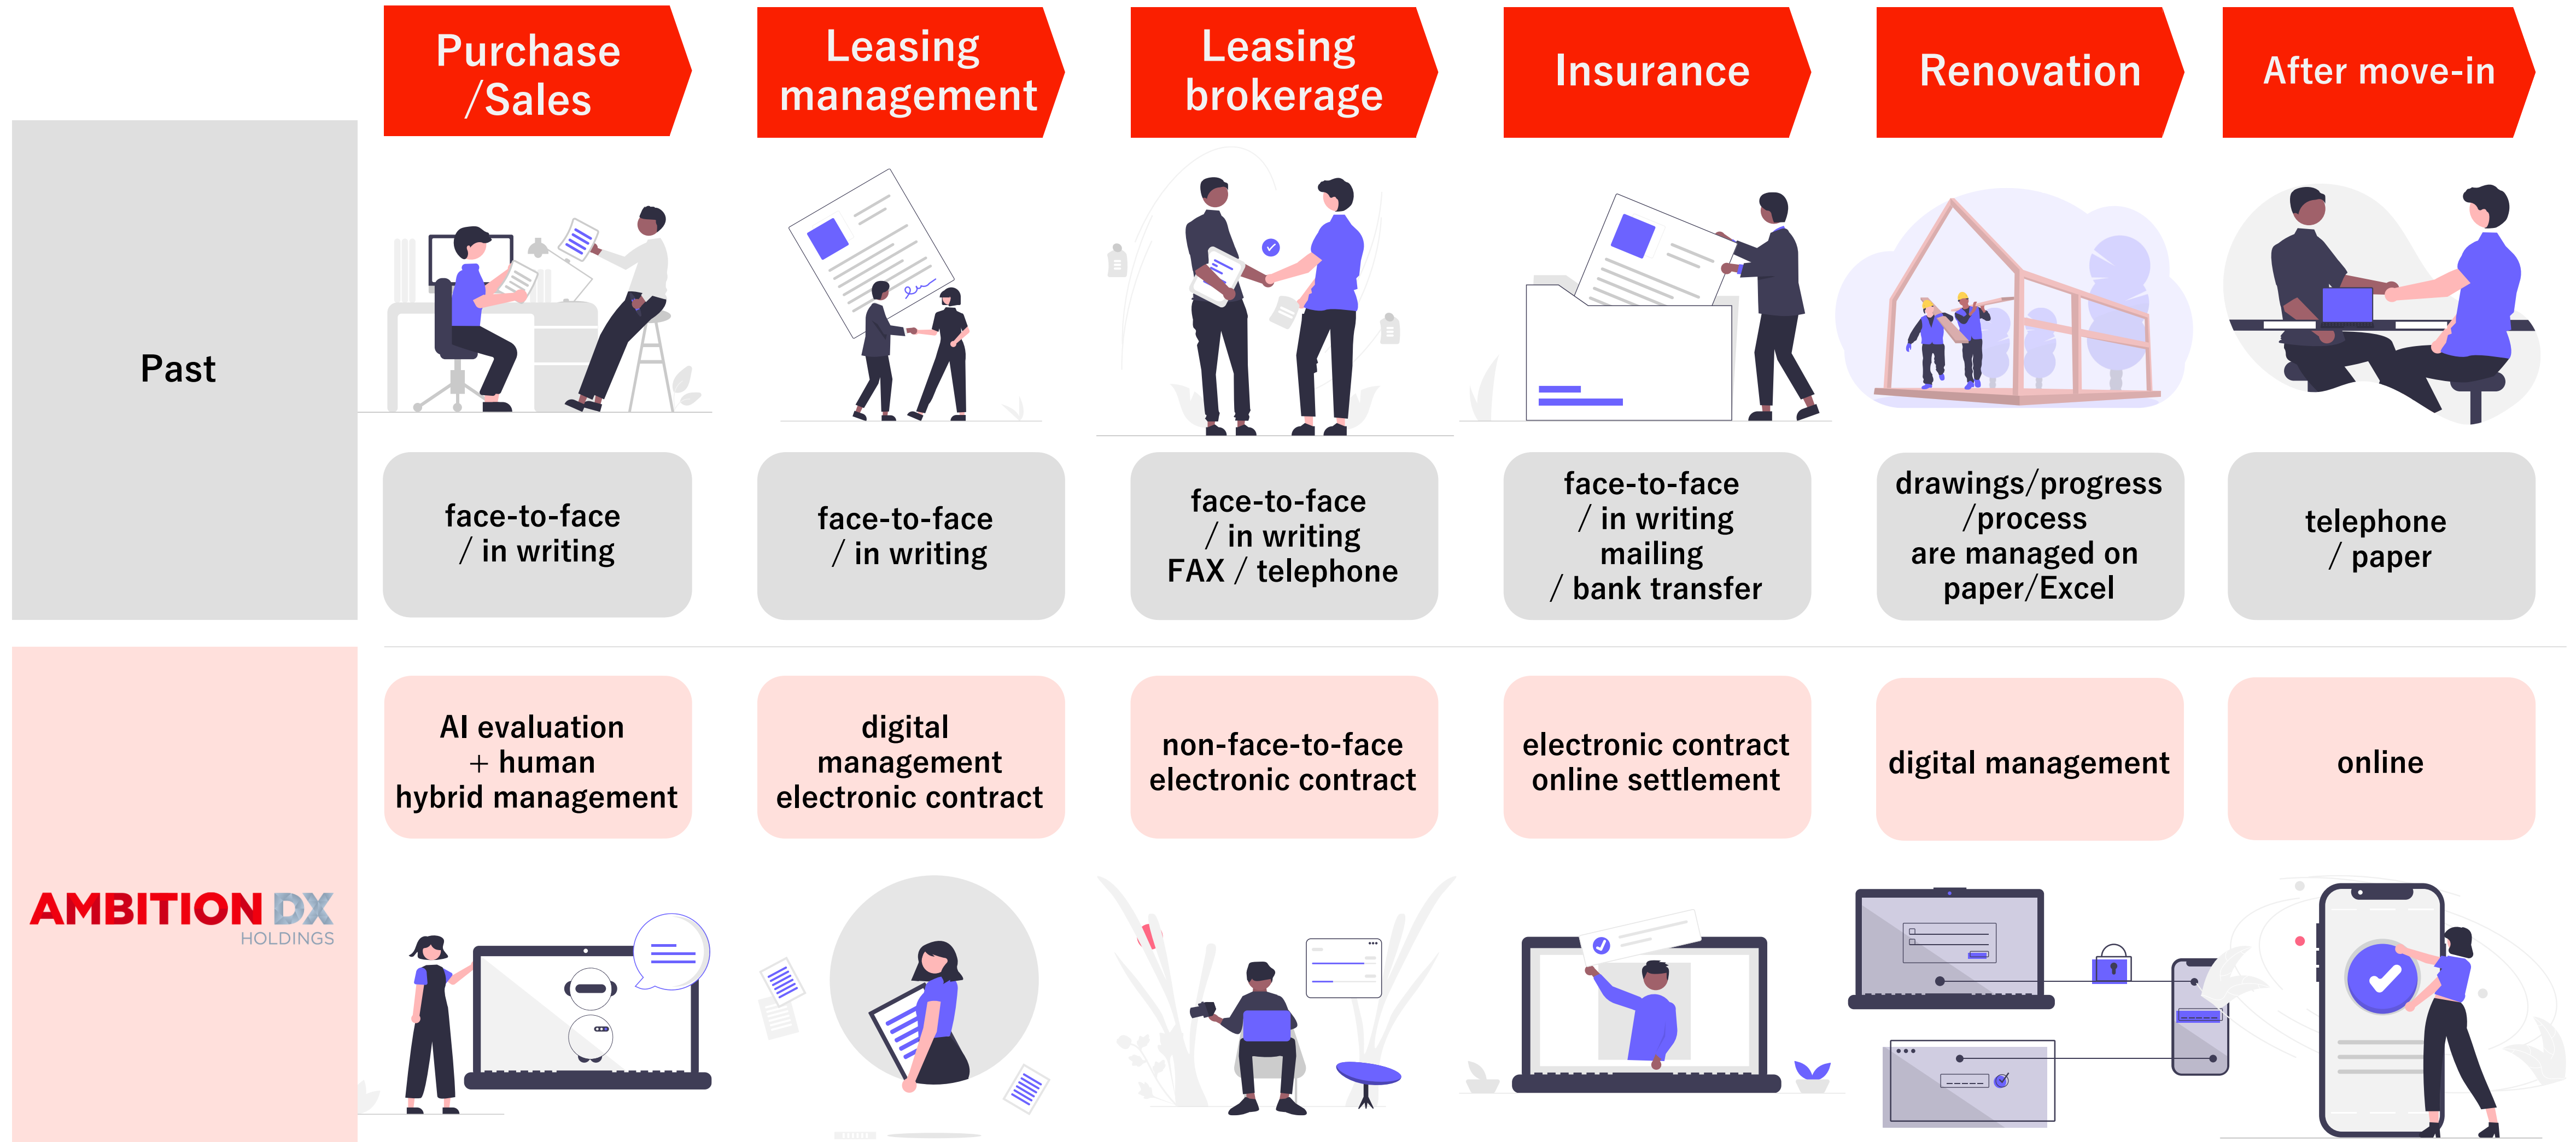 Purchase
/Sales
Leasing
management
Leasing
brokerage
Insurance
Renovation
After move-in
Past
face-to-face
/ in writing
face-to-face
/ in writing
face-to-face
/ in writing
FAX / telephone
face-to-face
/ in writing
mailing
/ bank transfer
drawings/progress
/process
are managed on
paper/Excel
telephone
/ paper
AMBITION DX
HOLDINGS
AI evaluation
+ human
hybrid management
digital
management
electronic contract
non-face-to-face
electronic contract
electronic contract
online settlement
digital management
online